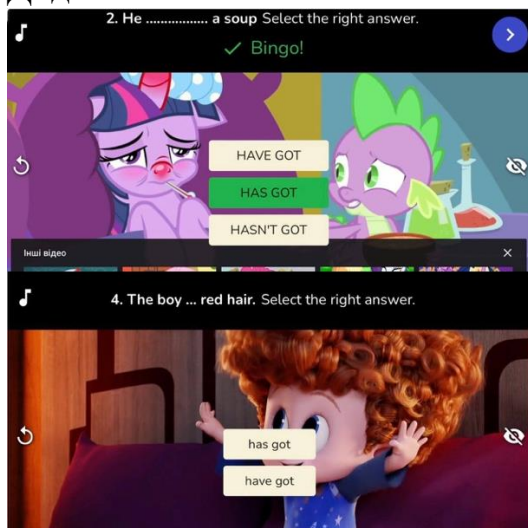 2. He ................. a soup Select the right answer.
✓ Bingo!
HAVE GOT
HAS GOT
HASN'T GOT
Інші відео
4. The boy ... red hair. Select the right answer.
has got
have got